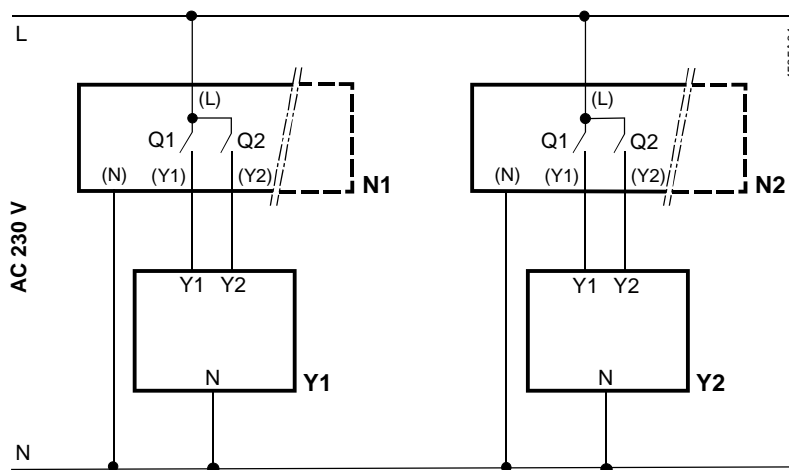 L
(L)
(L)
Q1 Q2
Q1 Q2
(N) (Y1) (Y2) N1
(N) (Y1) (Y2) N2
AC 230 V
Y1 Y2
Y1 Y2
N Y1
N Y2
N